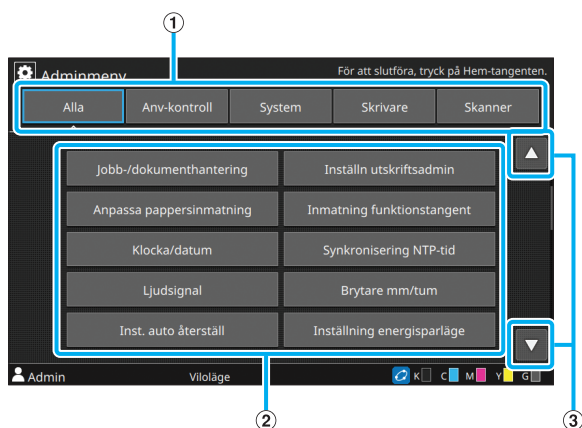 1
Adminmeny
För att slutföra, tryck på Hem-tangenten.
Alla
Anv-kontroll
System
Skrivare
Skanner
Jobb-/dokumenthantering
Inställn utskriftsadmin
Anpassa pappersinmatning
Inmatning funktionstangent
Klocka/datum
Synkronisering NTP-tid
Ljudsignal
Brytare mm/tum
Inst. auto återställ
Inställning energisparläge
Admin
Viloläge
K C M Y G
2
3